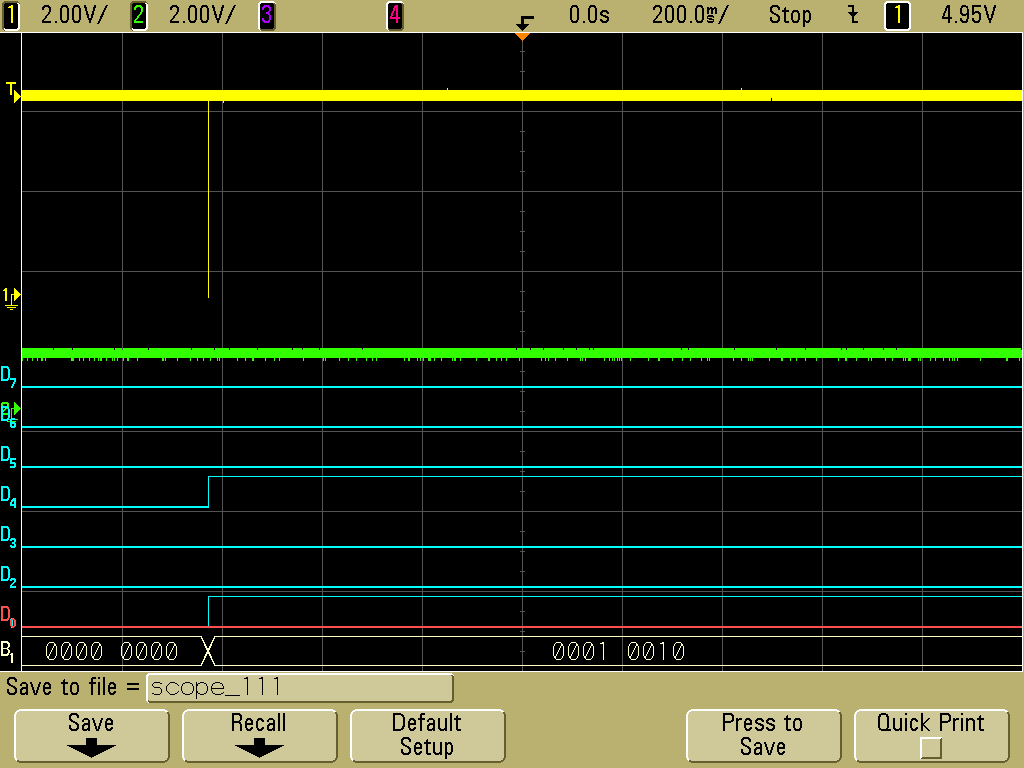 1 2.00V/ 2 2.00V/ 3 4 0.0s 200.0ms/ Stop 1 4.95V
T
1
D7
D5
D4
D3
D2
D0
B1 0000 0000 0001 0010
Save to file = scope_111
Save Recall Default Setup Press to Save Quick Print